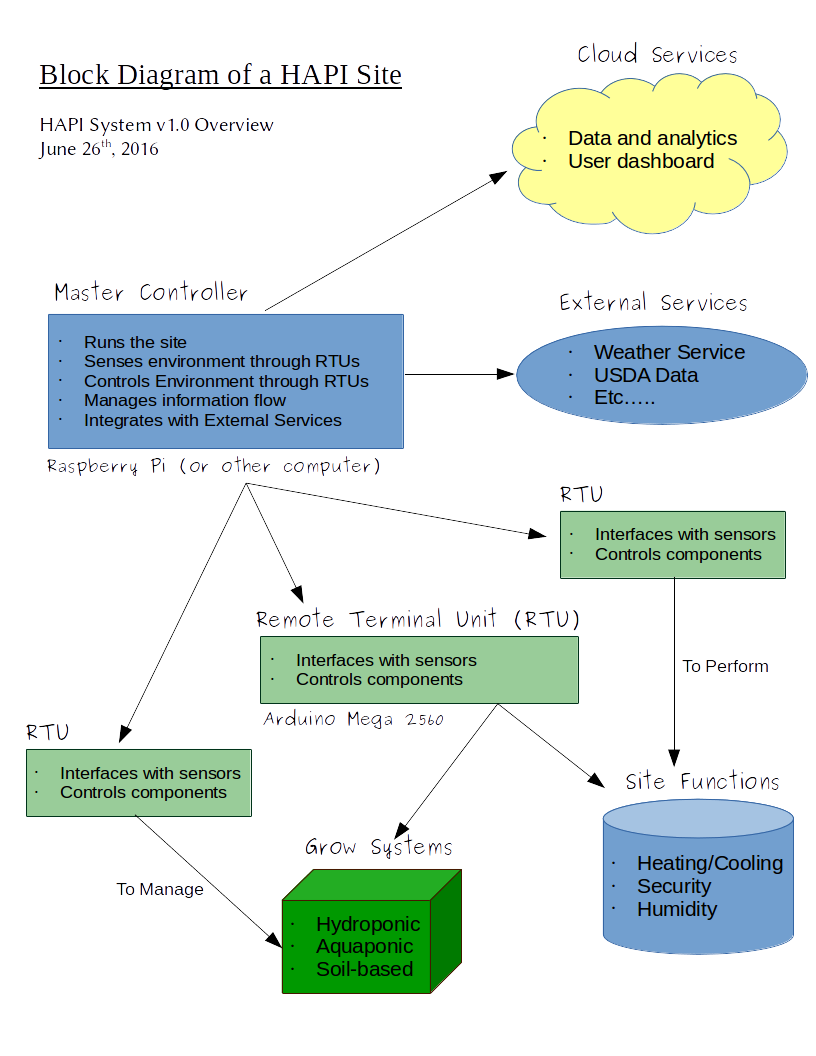 Block Diagram of a HAPI Site
HAPI System v1.0 Overview
June 26th, 2016
Cloud Services
· Data and analytics
· User dashboard
Master Controller
· Runs the site
· Senses environment through RTUs
· Controls Environment through RTUs
· Manages information flow
· Integrates with External Services
Raspberry Pi (or other computer)
External Services
· Weather Service
· USDA Data
· Etc…..
RTU
· Interfaces with sensors
· Controls components
Remote Terminal Unit (RTU)
· Interfaces with sensors
· Controls components
Arduino Mega 2560
To Perform
RTU
· Interfaces with sensors
· Controls components
To Manage
Site Functions
· Heating/Cooling
· Security
· Humidity
Grow Systems
· Hydroponic
· Aquaponic
· Soil-based